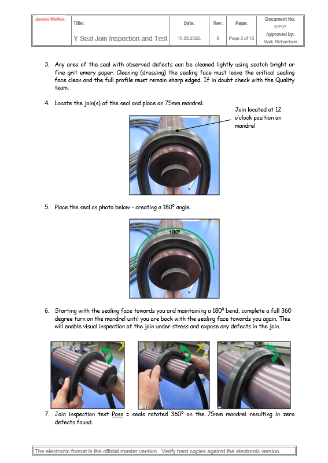 James Walker
Title:
Date:
Rev:
Page:
Document No:
Y Seal Join Inspection and Test
6
Page 2 of 12
Approved by:
Mark Richardson
3. Any area of the seal with observed defects can be cleaned lightly using scotch bright or
fine grit emery paper. Cleaning (dressing) the sealing face must leave the critical sealing
face clean and the full profile must remain sharp edged. If in doubt check with the Quality
team.
4. Locate the join(s) of the seal and place on 75mm mandrel.
Join located at 12
o'clock position on
mandrel
5. Place the seal as photo below – creating a 180° angle.
180°
6. Starting with the sealing face towards you and maintaining a 180° bend, complete a full 360
degree turn on the mandrel until you are back with the sealing face towards you again. This
will enable visual inspection of the join under stress and expose any defects in the join.
7. Join inspection test Pass = seals rotated 360° on the 75mm mandrel resulting in zero
defects found.
The electronic format is the official master version. Verify hard copies against the electronic version.